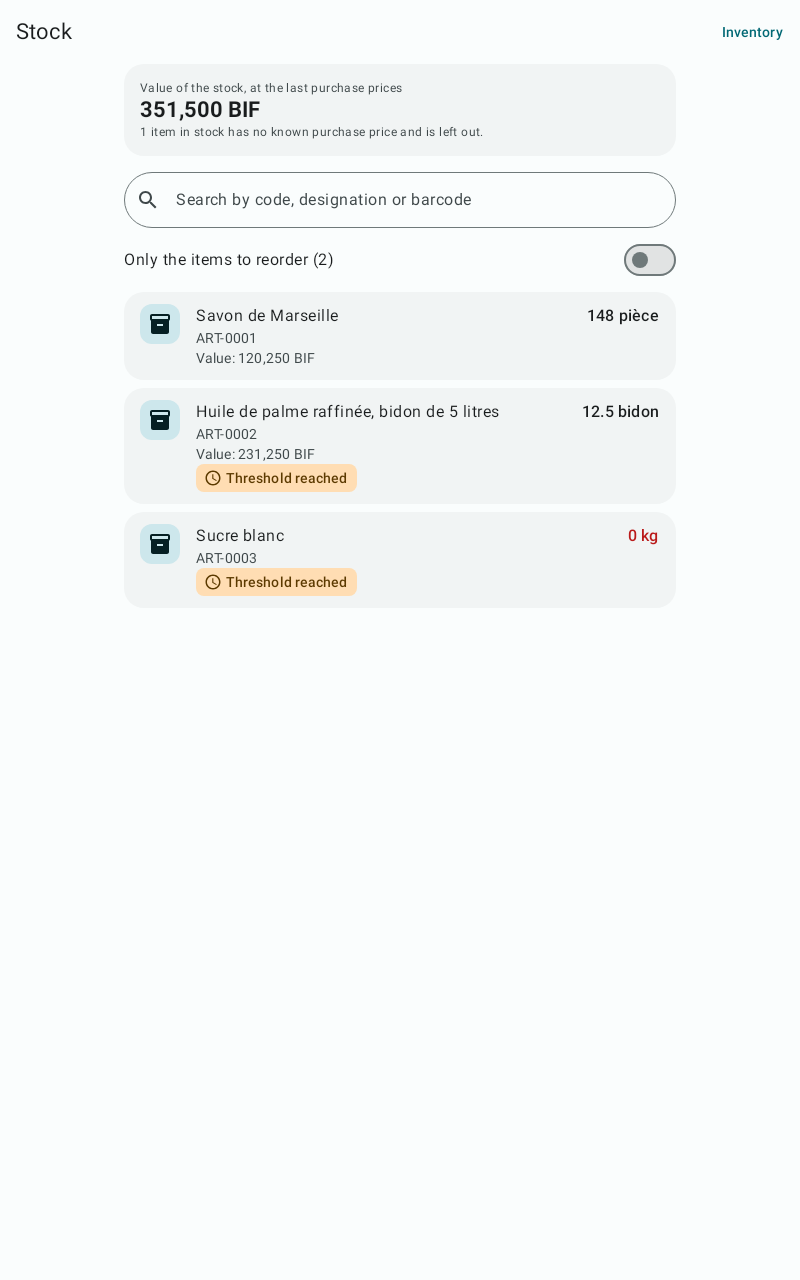 Stock
Inventory
Value of the stock, at the last purchase prices
351,500 BIF
1 item in stock has no known purchase price and is left out.
Search by code, designation or barcode
Only the items to reorder (2)
Savon de Marseille
148 pièce
ART-0001
Value: 120,250 BIF
Huile de palme raffinée, bidon de 5 litres
12.5 bidon
ART-0002
Value: 231,250 BIF
Threshold reached
Sucre blanc
0 kg
ART-0003
Threshold reached